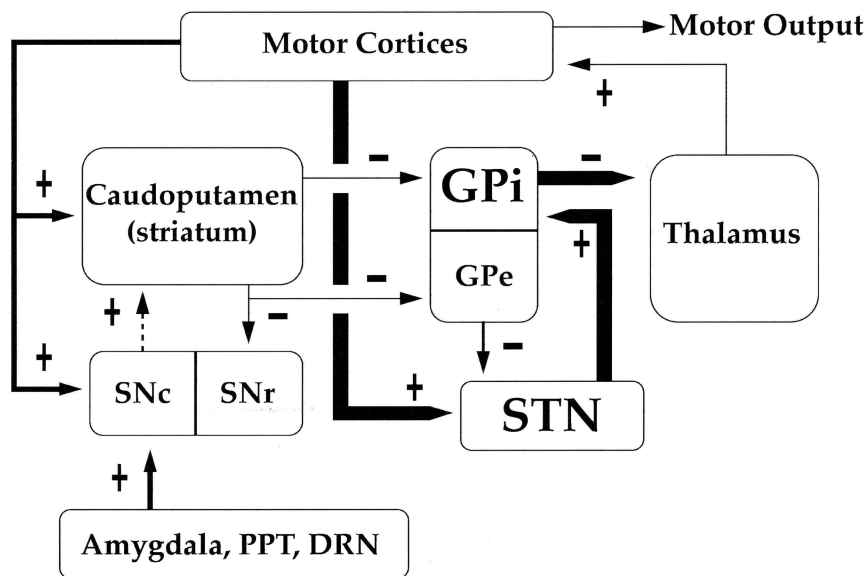 Motor Cortices
Motor Output
+
+
-
-
Caudoputamen
(striatum)
GPi
Thalamus
+
GPe
-
+
-
+
-
SNc
SNr
+
STN
+
Amygdala, PPT, DRN